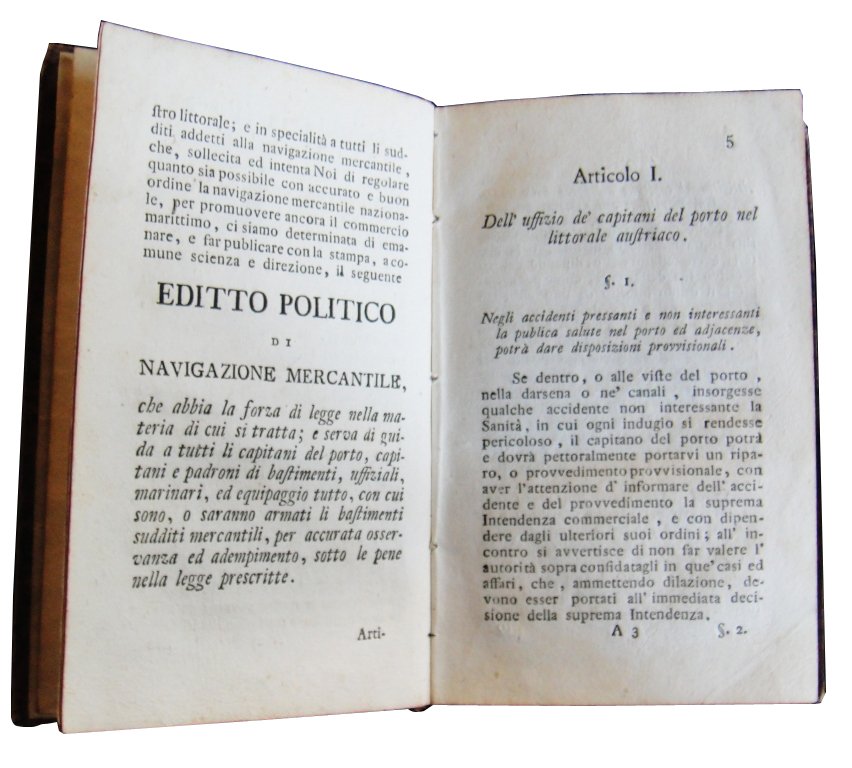 ſtro littorale; e in specialità a tutti li sud-
diti addetti alla navigazione mercantile,
che, sollecita ed intenta Noi di regolare
quanto sia possibile con accurato e buon
ordine la navigazione mercantile naziona-
le, per promuovere ancora il commercio
marittimo, ci siamo determinata di ema-
nare, e far publicare con la stampa, a co-
mune scienza e direzione, il seguente
EDITTO POLITICO
DI
NAVIGAZIONE MERCANTILE,
che abbia la forza di legge nella ma-
teria di cui si tratta; e serva di gui-
da a tutti li capitani del porto, capi-
tani e padroni di baſtimenti, uffiziali,
marinari, ed equipaggio tutto, con cui
sono, o saranno armati li baſtimenti
sudditi mercantili, per accurata osser-
vanza ed adempimento, sotto le pene
nella legge prescritte.
Arti-
5
Articolo I.
Dell' uffizio de' capitani del porto nel
littorale auſtriaco.
§. 1.
Negli accidenti pressanti e non interessanti
la publica salute nel porto ed adjacenze,
potrà dare disposizioni provvisionali.
Se dentro, o alle viſte del porto,
nella darsena o ne' canali, insorgesse
qualche accidente non interessante la
Sanità, in cui ogni indugio si rendesse
pericoloso, il capitano del porto potrà
e dovrà pettoralmente portarvi un ripa-
ro, o provvedimento provvisionale, con
aver l'attenzione d' informare dell' acci-
dente e del provvedimento la suprema
Intendenza commerciale, e con dipen-
dere dagli ulteriori suoi ordini; all' in-
contro si avvertisce di non far valere l'
autorità sopra confidatagli in que' casi ed
affari, che, ammettendo dilazione, de-
vono esser portati all' immediata deci-
sione della suprema Intendenza.
A 3 §. 2.